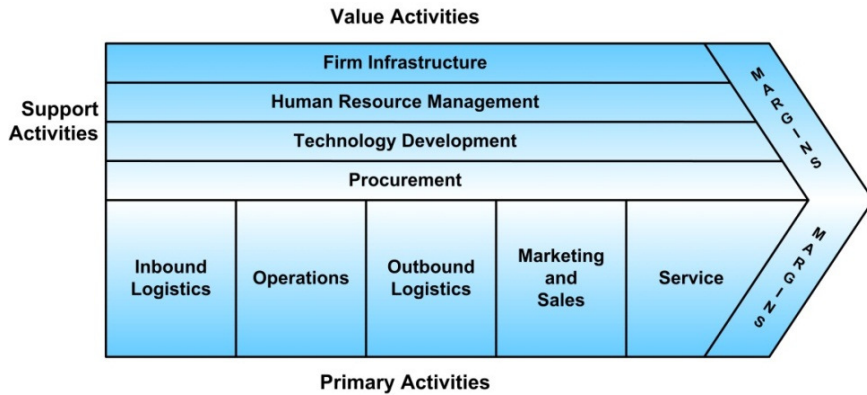 Value Activities
Firm Infrastructure
Human Resource Management
Support
Activities
Technology Development
Procurement
MARGINS
Inbound
Logistics
Operations
Outbound
Logistics
Marketing
and
Sales
Service
MARGINS
Primary Activities